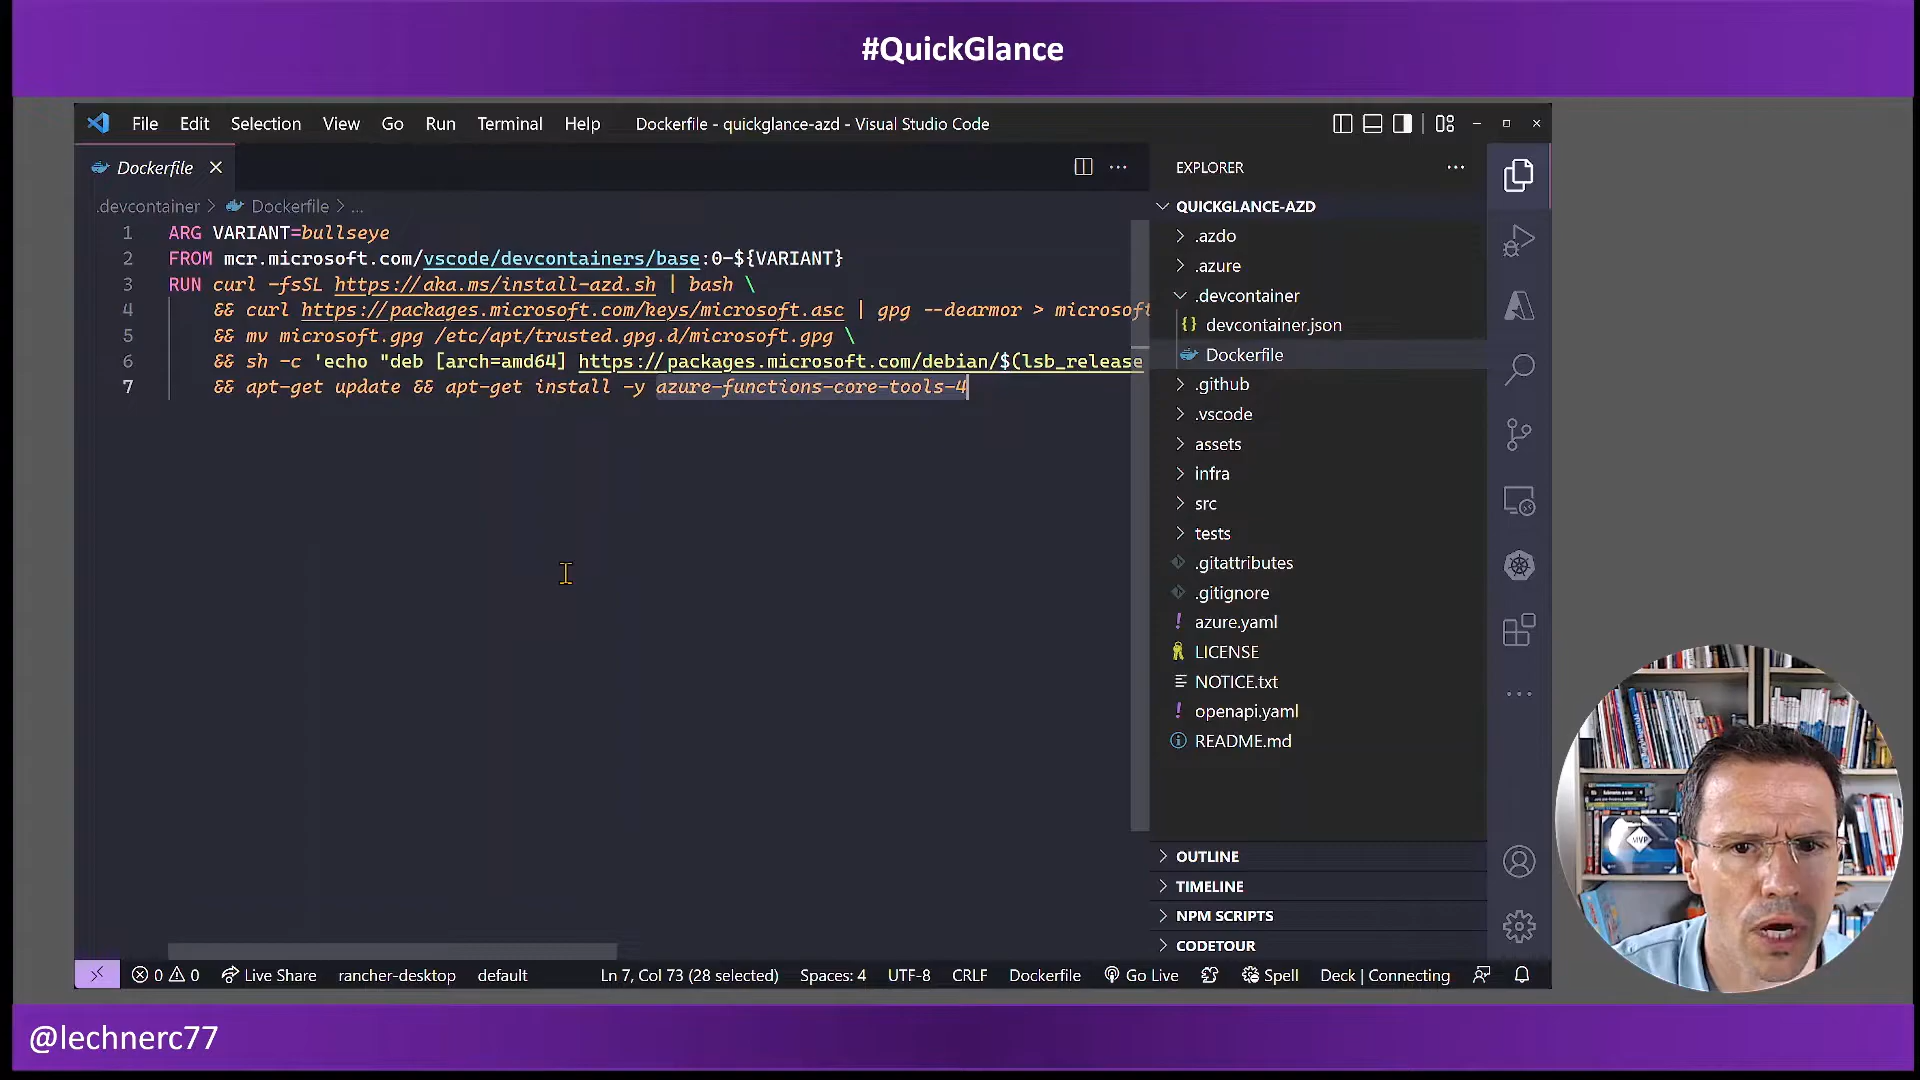 #QuickGlance
File Edit Selection View Go Run Terminal Help Dockerfile - quickglance-azd - Visual Studio Code
Dockerfile
EXPLORER
.devcontainer > Dockerfile > ...
QUICKGLANCE-AZD
1 ARG VARIANT=bullseye
2 FROM mcr.microsoft.com/vscode/devcontainers/base:0-${VARIANT}
3 RUN curl -fsSL https://aka.ms/install-azd.sh | bash \
4 && curl https://packages.microsoft.com/keys/microsoft.asc | gpg --dearmor > microsoft
5 && mv microsoft.gpg /etc/apt/trusted.gpg.d/microsoft.gpg \
6 && sh -c 'echo "deb [arch=amd64] https://packages.microsoft.com/debian/$(lsb_release
7 && apt-get update && apt-get install -y azure-functions-core-tools-4
.azdo
.azure
.devcontainer
devcontainer.json
Dockerfile
.github
.vscode
assets
infra
src
tests
.gitattributes
.gitignore
azure.yaml
LICENSE
NOTICE.txt
openapi.yaml
README.md
OUTLINE
TIMELINE
NPM SCRIPTS
CODETOUR
0 0 Live Share rancher-desktop default Ln 7, Col 73 (28 selected) Spaces: 4 UTF-8 CRLF Dockerfile Go Live Spell Deck | Connecting
MVP
@lechnerc77